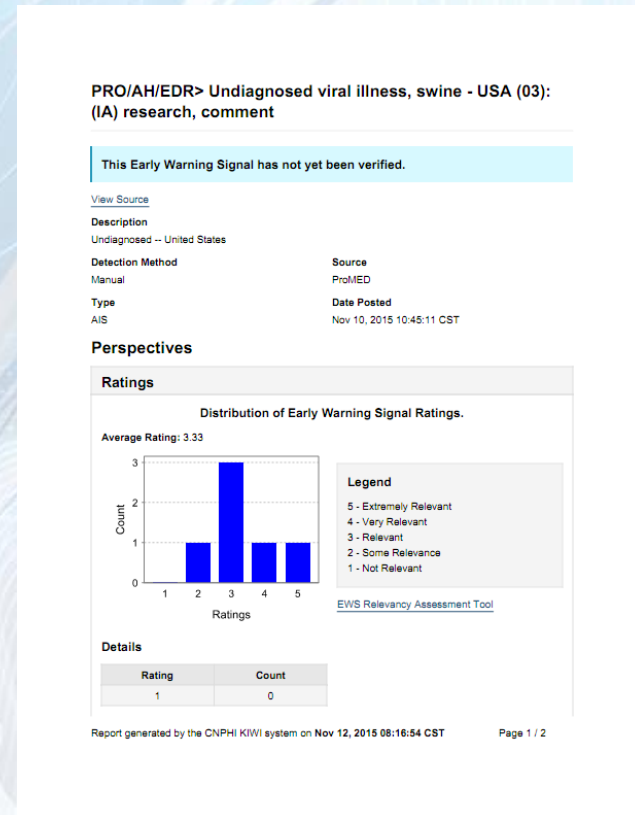 PRO/AH/EDR> Undiagnosed viral illness, swine - USA (03):
(IA) research, comment
This Early Warning Signal has not yet been verified.
View Source
Description
Undiagnosed -- United States
Detection Method
Source
Manual
ProMED
Type
Date Posted
AIS
Nov 10, 2015 10:45:11 CST
Perspectives
Ratings
Distribution of Early Warning Signal Ratings.
Average Rating: 3.33
3
2
1
0
Count
1 2 3 4 5
Ratings
Legend
5 - Extremely Relevant
4 - Very Relevant
3 - Relevant
2 - Some Relevance
1 - Not Relevant
EWS Relevancy Assessment Tool
Details
Rating Count
1 0
Report generated by the CNPHI KIWI system on Nov 12, 2015 08:16:54 CST
Page 1 / 2